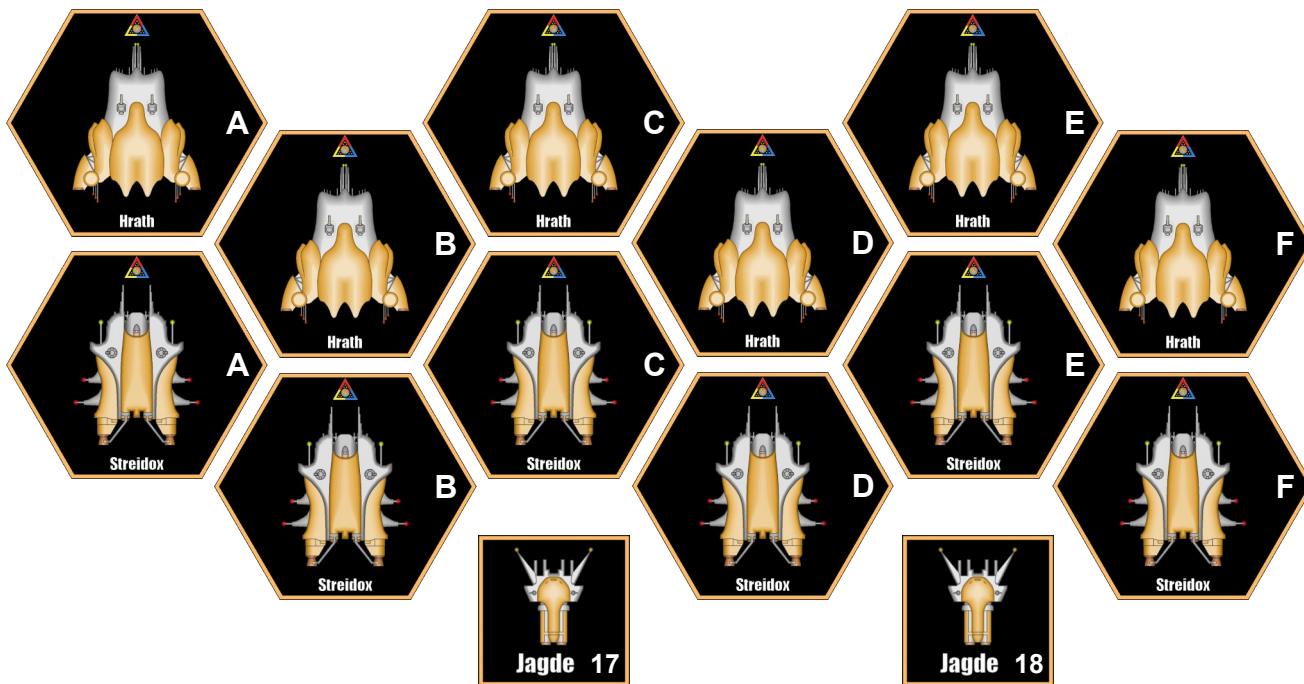 A
Hrath
C
Hrath
E
Hrath
B
Hrath
D
Hrath
F
Hrath
A
Streidox
C
Streidox
E
Streidox
B
Streidox
D
Streidox
F
Streidox
Jagde 17
Jagde 18